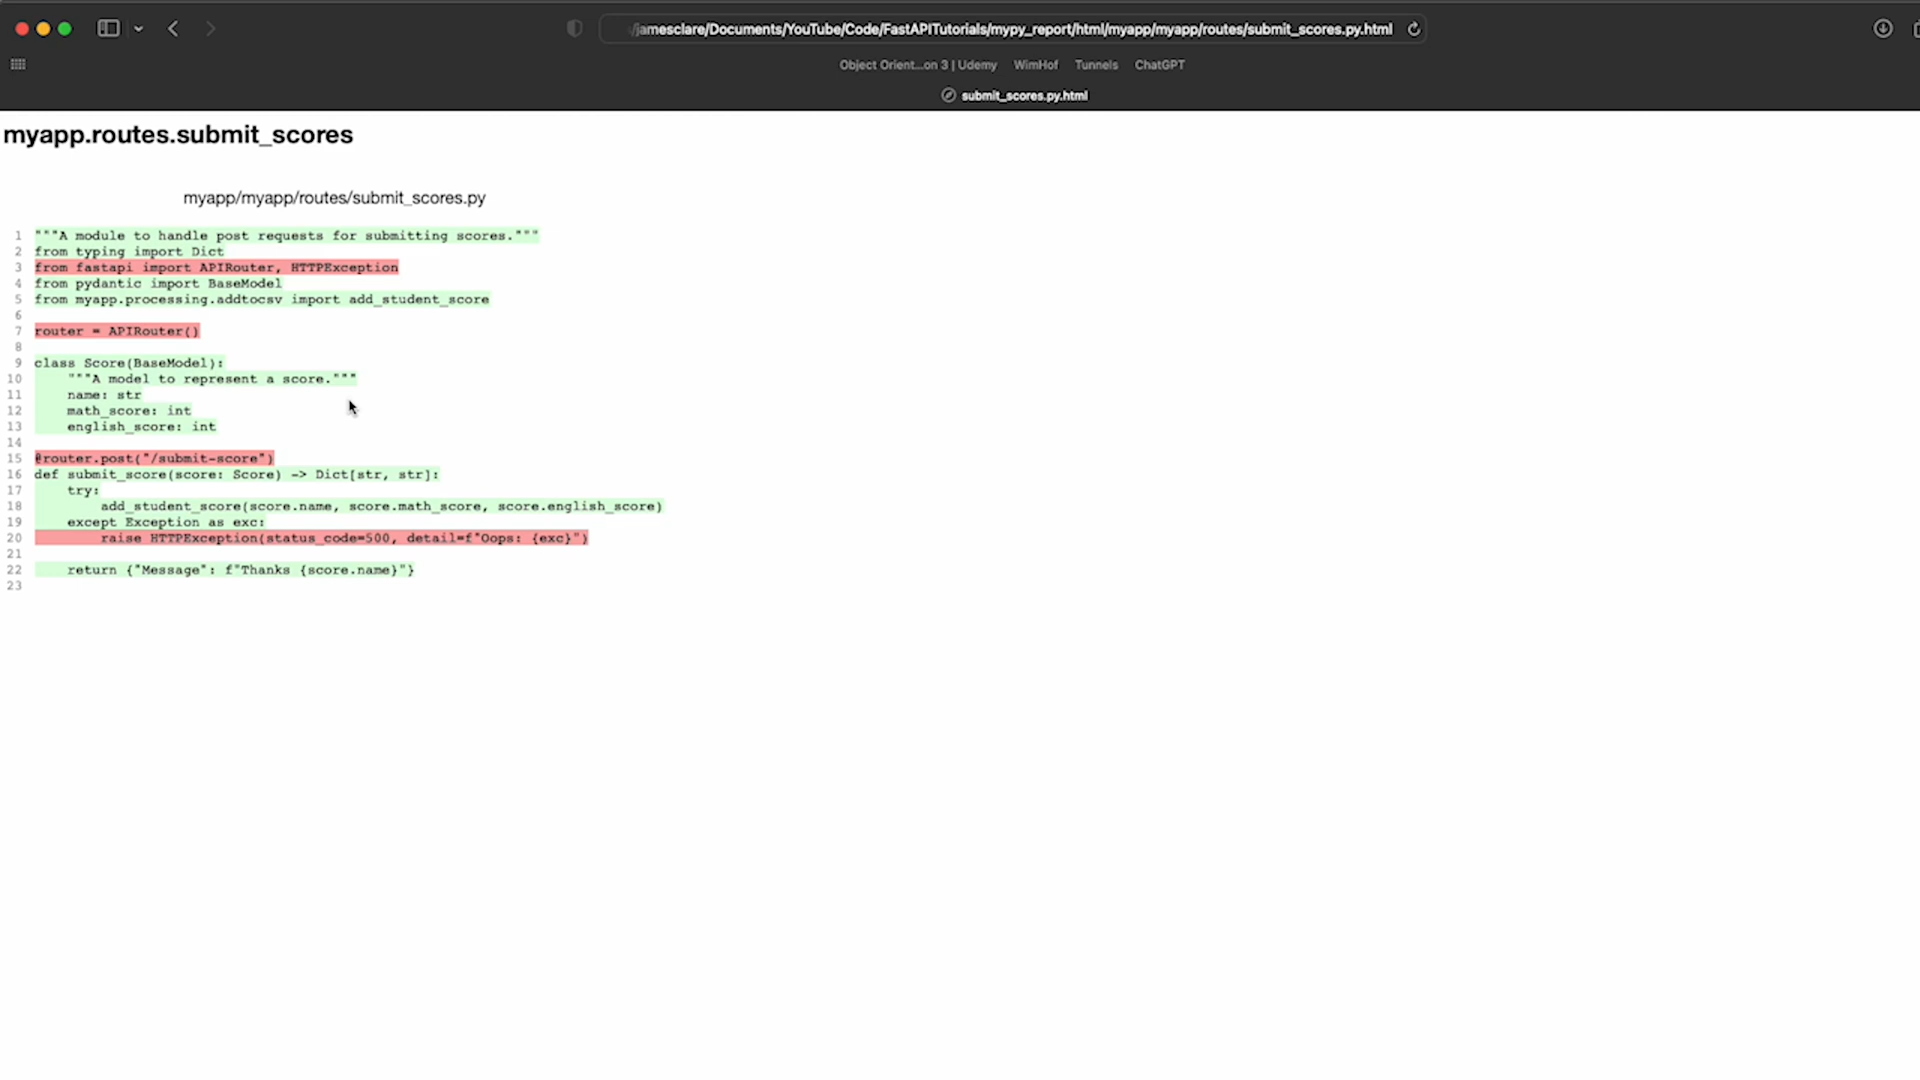 /jamesclare/Documents/YouTube/Code/FastAPITutorials/mypy_report/html/myapp/myapp/routes/submit_scores.py.html
Object Orient...on 3 | Udemy WimHof Tunnels ChatGPT
submit_scores.py.html
myapp.routes.submit_scores
myapp/myapp/routes/submit_scores.py
1 """A module to handle post requests for submitting scores."""
2 from typing import Dict
3 from fastapi import APIRouter, HTTPException
4 from pydantic import BaseModel
5 from myapp.processing.addtocsv import add_student_score
6
7 router = APIRouter()
8
9 class Score(BaseModel):
10     """A model to represent a score."""
11     name: str
12     math_score: int
13     english_score: int
14
15 @router.post("/submit-score")
16 def submit_score(score: Score) -> Dict[str, str]:
17     try:
18         add_student_score(score.name, score.math_score, score.english_score)
19     except Exception as exc:
20         raise HTTPException(status_code=500, detail=f"Oops: {exc}")
21
22     return {"Message": f"Thanks {score.name}"}
23